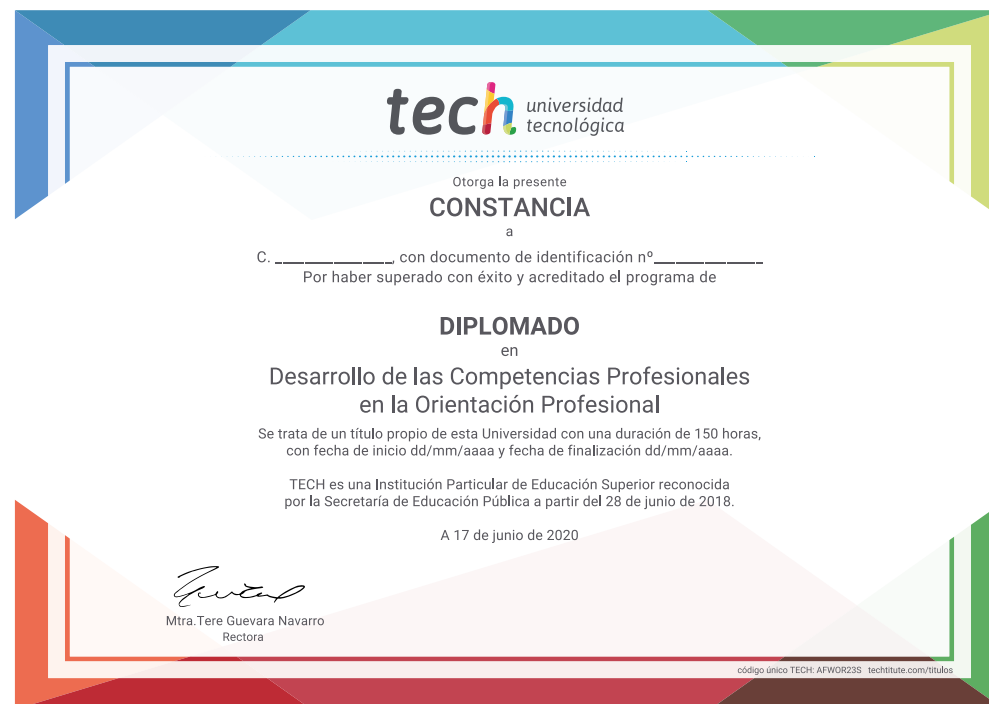 tech universidad
tecnológica
Otorga la presente
CONSTANCIA
a
C. ______________, con documento de identificación nº______________
Por haber superado con éxito y acreditado el programa de
DIPLOMADO
en
Desarrollo de las Competencias Profesionales
en la Orientación Profesional
Se trata de un título propio de esta Universidad con una duración de 150 horas,
con fecha de inicio dd/mm/aaaa y fecha de finalización dd/mm/aaaa.
TECH es una Institución Particular de Educación Superior reconocida
por la Secretaría de Educación Pública a partir del 28 de junio de 2018.
A 17 de junio de 2020
Mtra.Tere Guevara Navarro
Rectora
código único TECH: AFWOR23S techtitute.com/titulos